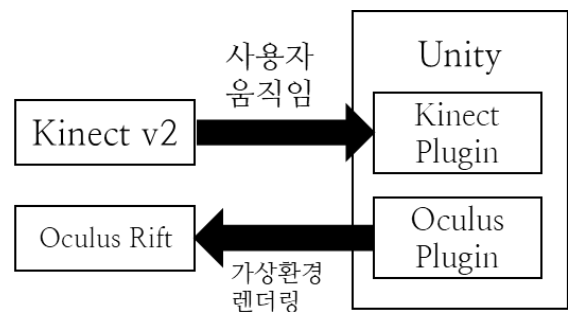 사용자
움직임
Unity
Kinect v2
Kinect
Plugin
Oculus Rift
Oculus
Plugin
가상환경
렌더링